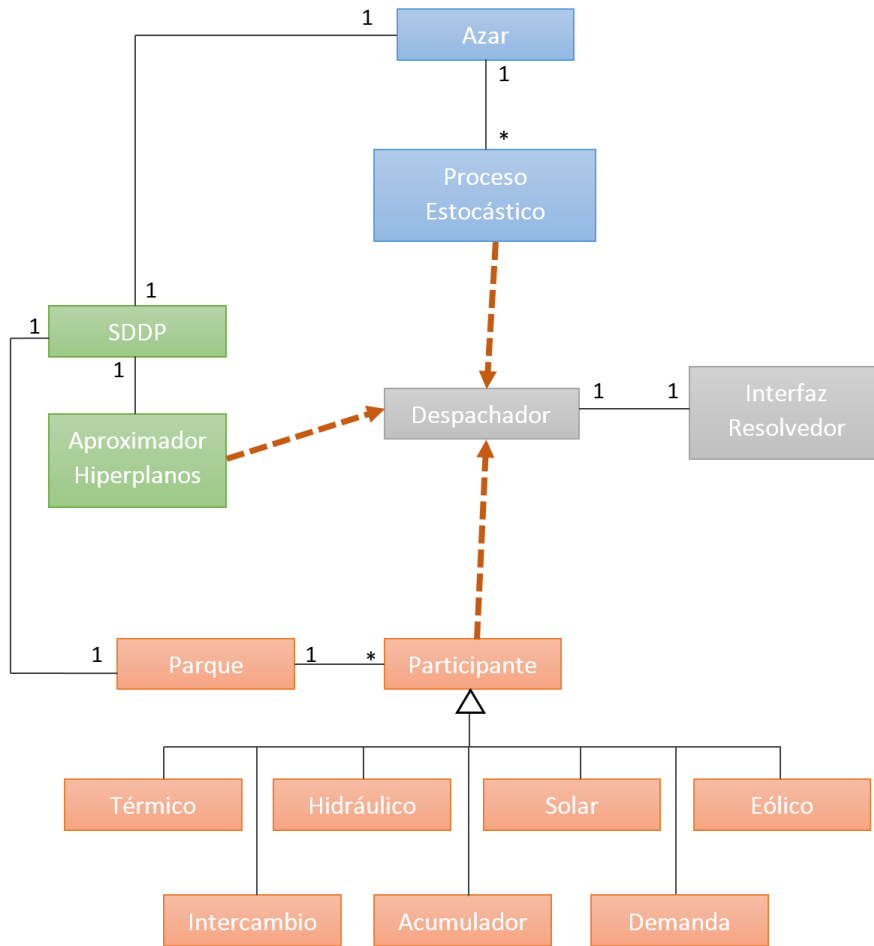 1
Azar
1
*
Proceso
Estocástico
1
1
SDDP
1
1
1
Despachador
Interfaz
Resolvedor
Aproximador
Hiperplanos
1
1
*
Parque
Participante
Térmico
Hidráulico
Solar
Eólico
Intercambio
Acumulador
Demanda